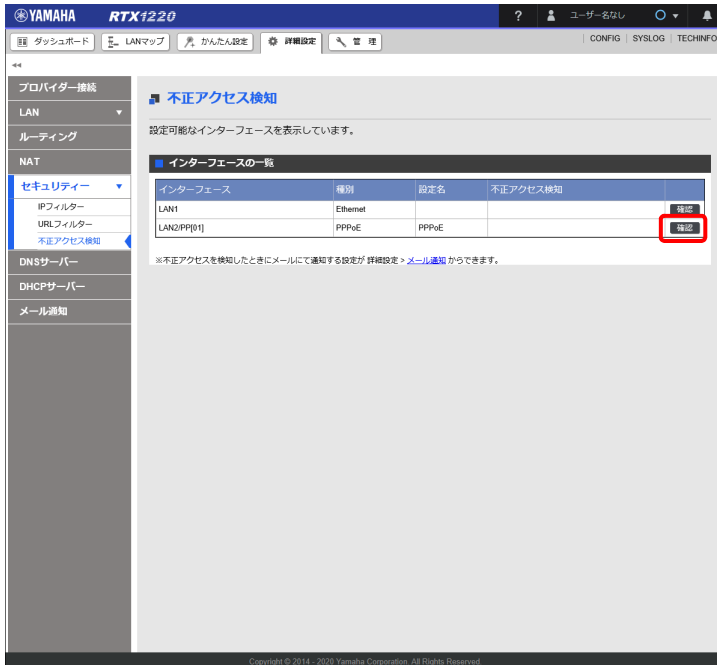 YAMAHA RTX1220 ? ユーザー名なし
ダッシュボード LANマップ かんたん設定 詳細設定 管 理 CONFIG SYSLOG TECHINFO
プロバイダー接続
LAN
ルーティング
NAT
セキュリティー
IPフィルター
URLフィルター
不正アクセス検知
DNSサーバー
DHCPサーバー
メール通知
不正アクセス検知
設定可能なインターフェースを表示しています。
インターフェースの一覧
インターフェース 種別 設定名 不正アクセス検知
LAN1 Ethernet 確認
LAN2/PP[01] PPPoE PPPoE 確認
※不正アクセスを検知したときにメールにて通知する設定が 詳細設定 > メール通知 からできます。
Copyright © 2014 - 2020 Yamaha Corporation. All Rights Reserved.